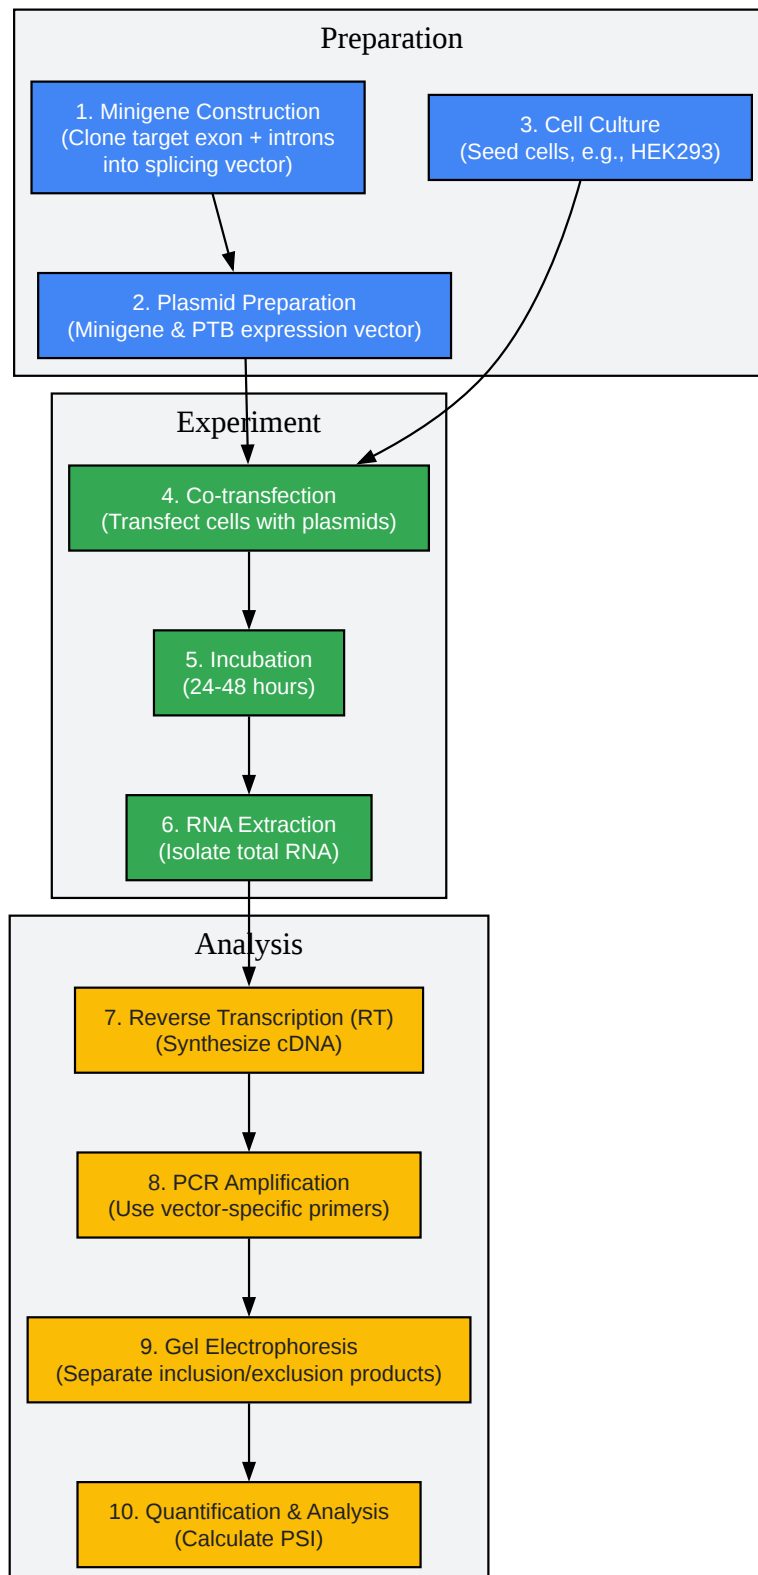 Preparation
1. Minigene Construction
(Clone target exon + introns
into splicing vector)
3. Cell Culture
(Seed cells, e.g., HEK293)
2. Plasmid Preparation
(Minigene & PTB expression vector)
Experiment
4. Co-transfection
(Transfect cells with plasmids)
5. Incubation
(24-48 hours)
6. RNA Extraction
(Isolate total RNA)
Analysis
7. Reverse Transcription (RT)
(Synthesize cDNA)
8. PCR Amplification
(Use vector-specific primers)
9. Gel Electrophoresis
(Separate inclusion/exclusion products)
10. Quantification & Analysis
(Calculate PSI)